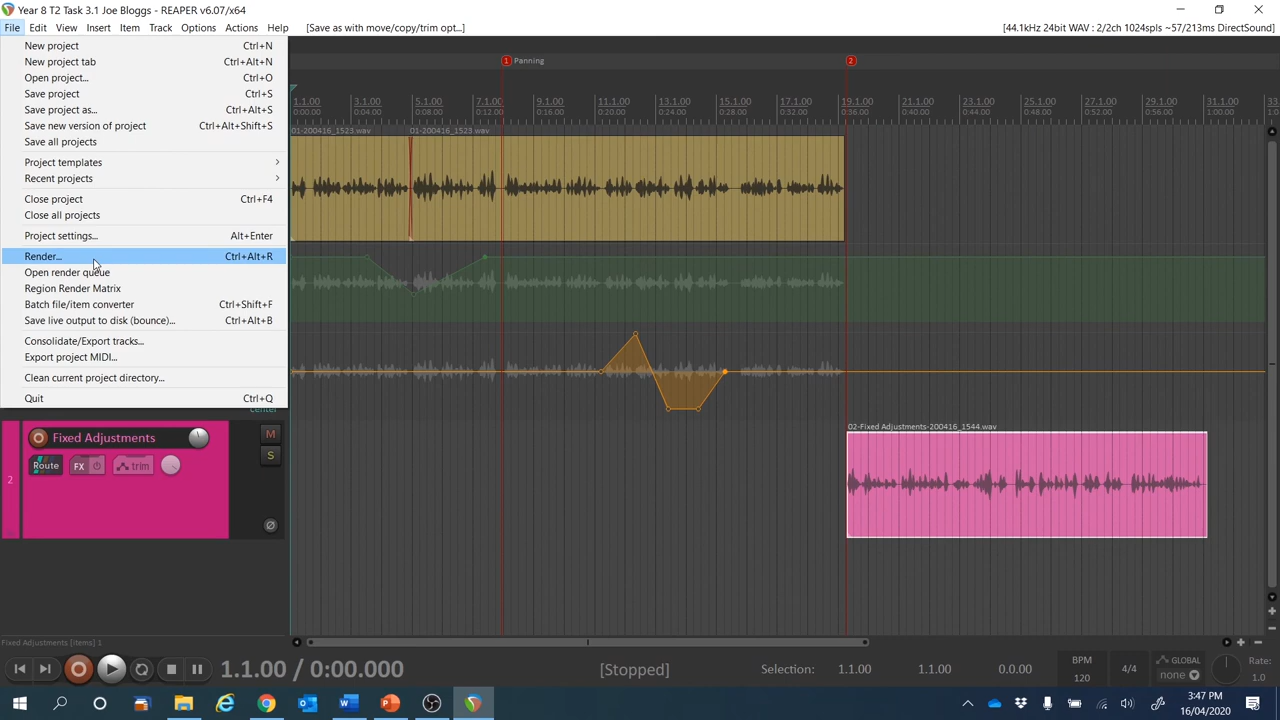 Year 8 T2 Task 3.1 Joe Bloggs - REAPER v6.07/x64
File Edit View Insert Item Track Options Actions Help [Save as with move/copy/trim opt...] [44.1kHz 24bit WAV : 2/2ch 1024spls ~57/213ms DirectSound]
New project Ctrl+N
New project tab Ctrl+Alt+N
Open project... Ctrl+O
Save project Ctrl+S
Save project as... Ctrl+Alt+S
Save new version of project Ctrl+Alt+Shift+S
Save all projects
Project templates
Recent projects
Close project Ctrl+F4
Close all projects
Project settings... Alt+Enter
Render... Ctrl+Alt+R
Open render queue
Region Render Matrix
Batch file/item converter Ctrl+Shift+F
Save live output to disk (bounce)... Ctrl+Alt+B
Consolidate/Export tracks...
Export project MIDI...
Clean current project directory...
Quit Ctrl+Q
1 Panning 2
1.1.00 3.1.00 5.1.00 7.1.00 9.1.00 11.1.00 13.1.00 15.1.00 17.1.00 19.1.00 21.1.00 23.1.00 25.1.00 27.1.00 29.1.00 31.1.00 33.
0:00.00 0:04.00 0:08.00 0:12.00 0:16.00 0:20.00 0:24.00 0:28.00 0:32.00 0:36.00 0:40.00 0:44.00 0:48.00 0:52.00 0:56.00 1:00.00 1:0
01-200416_1523.wav 01-200416_1523.wav
center
2
Fixed Adjustments M
Route FX trim S
02-Fixed Adjustments-200416_1544.wav
Fixed Adjustments [items] 1
1.1.00 / 0:00.000 [Stopped] Selection: 1.1.00 1.1.00 0.0.00
BPM
120
4/4
GLOBAL
none
Rate:
1.0
3:47 PM
16/04/2020